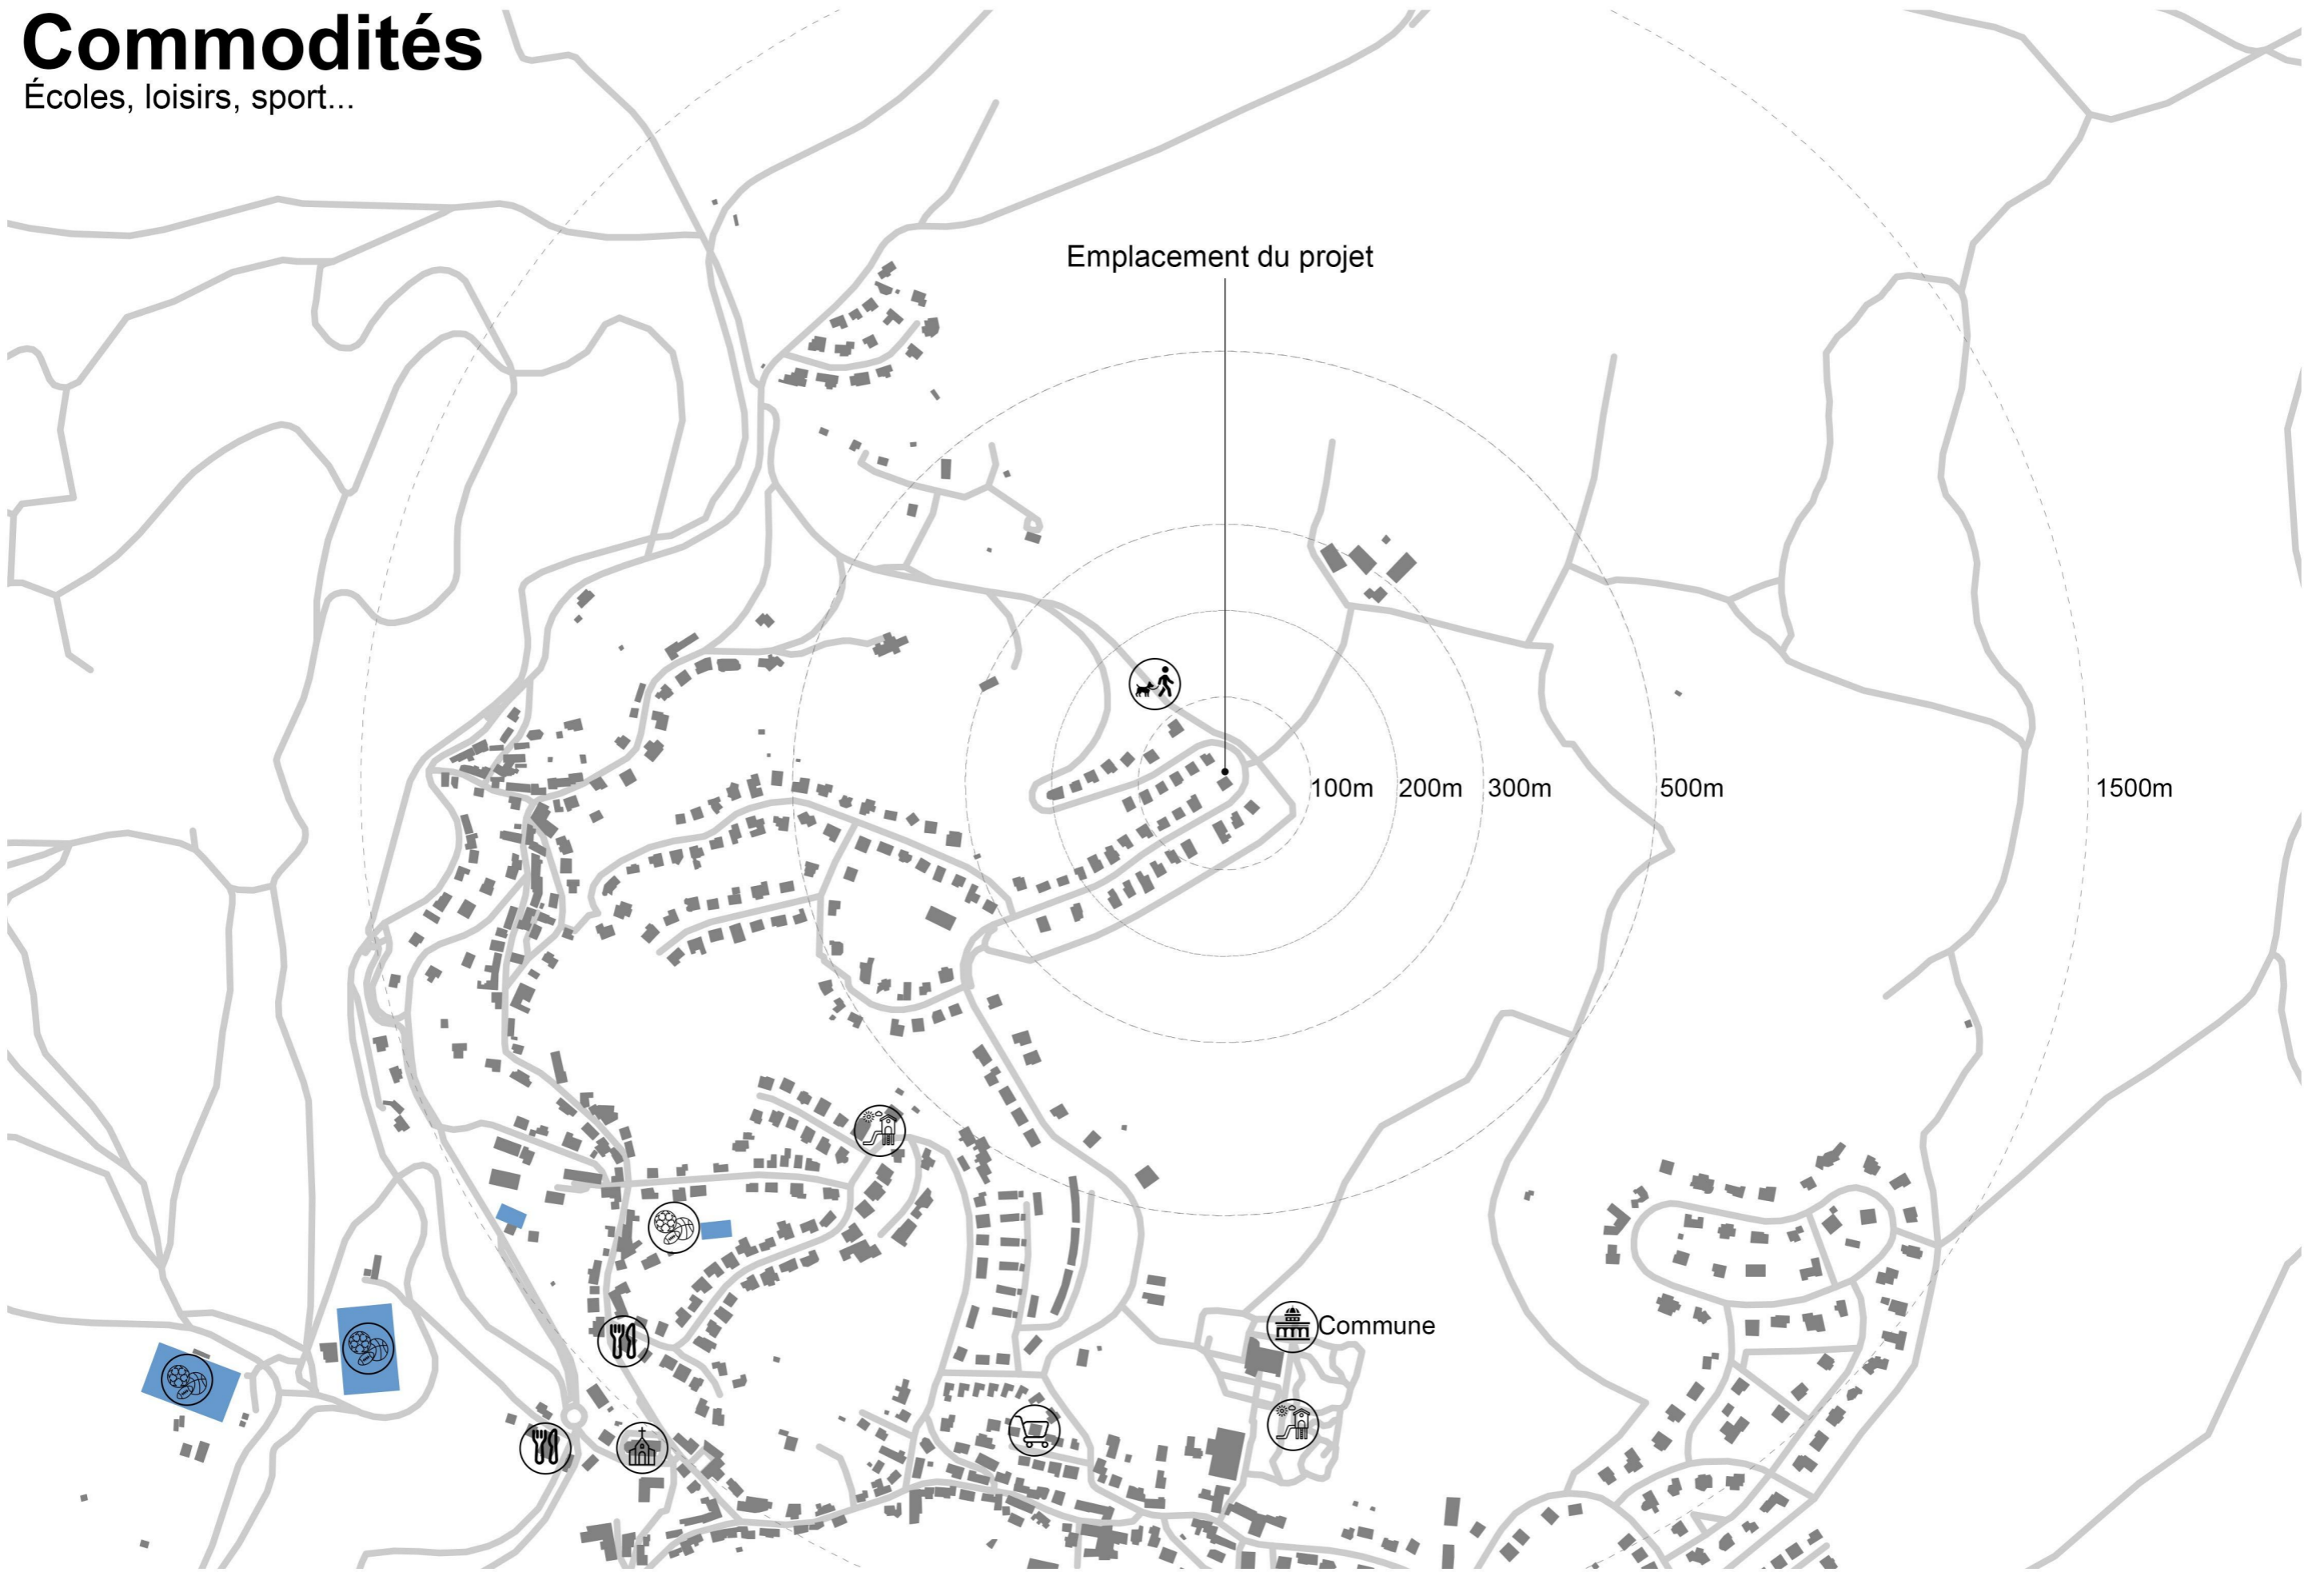 Commodités
Écoles, loisirs, sport...
Emplacement du projet
100m
200m
300m
500m
1500m
Commune